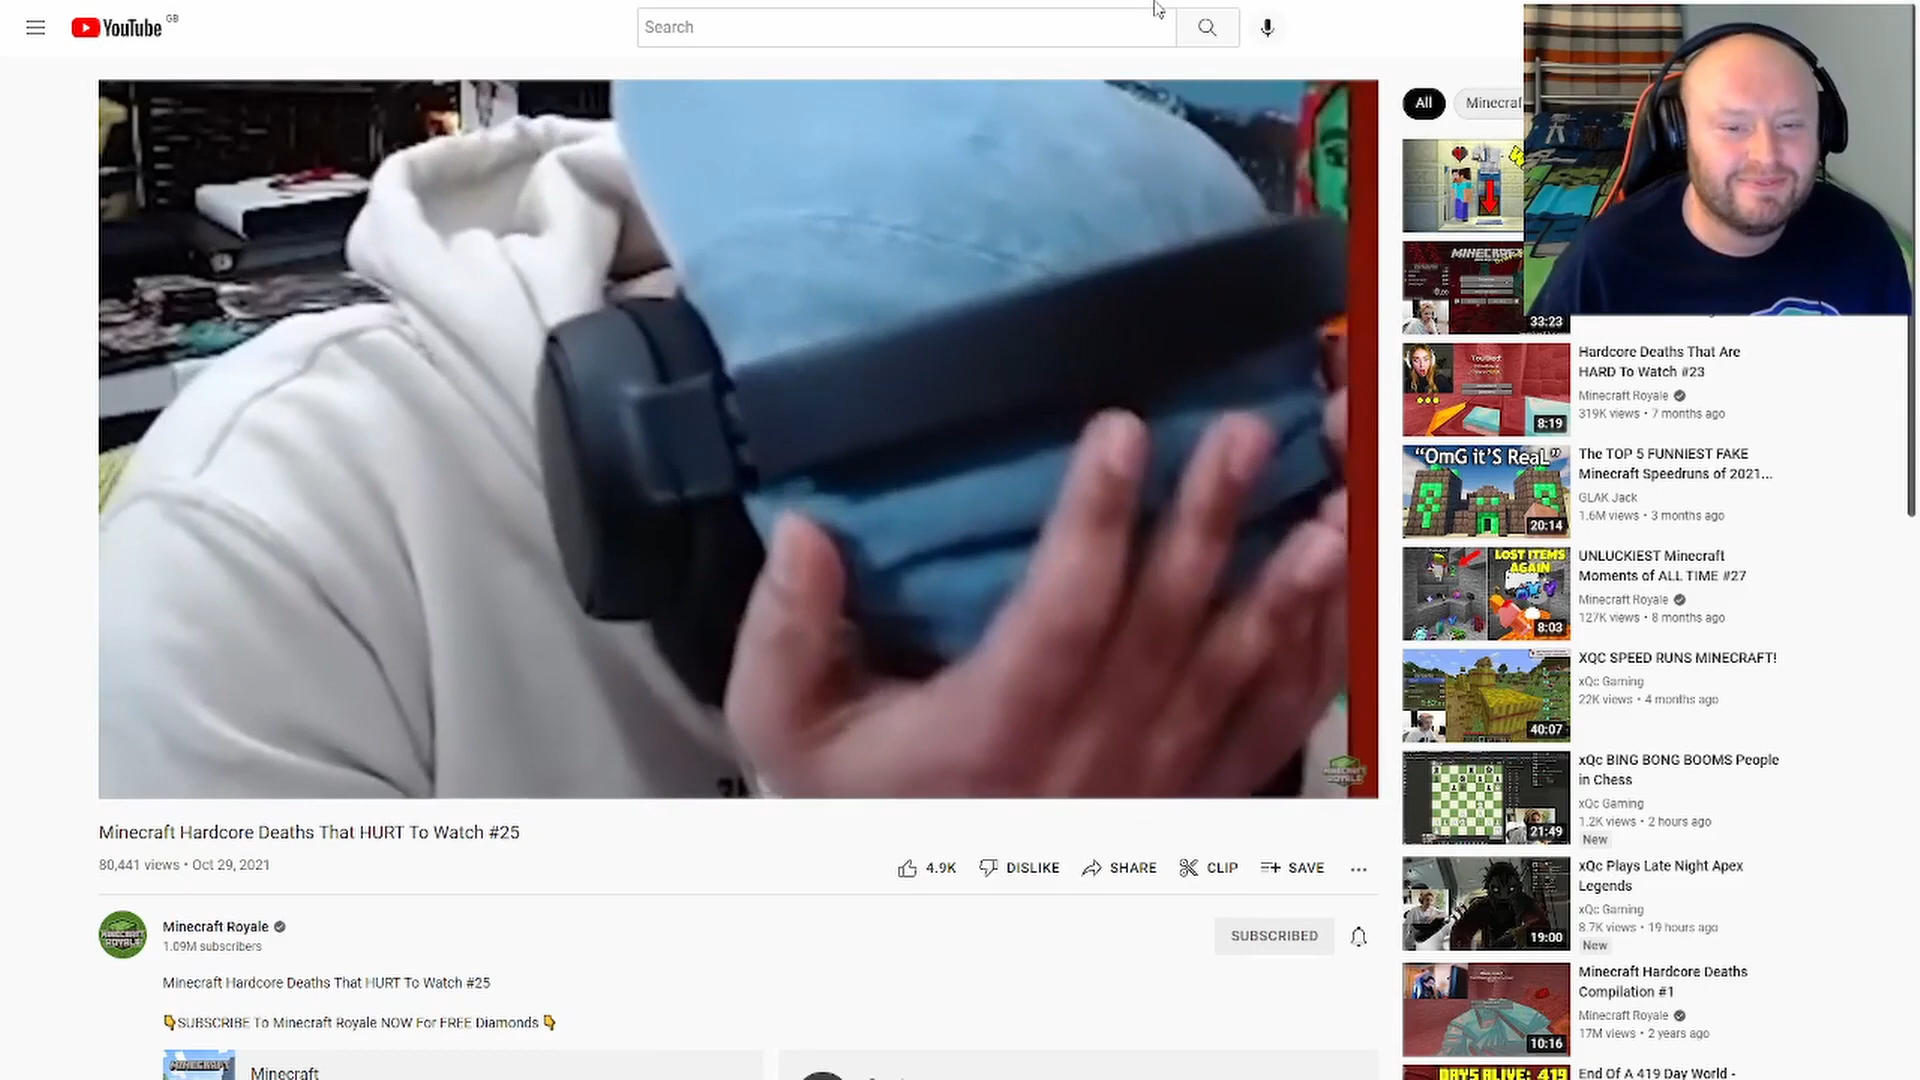 YouTube GB
Search
All
Minecraf
MINECRAFT
33:23
Hardcore Deaths That Are
HARD To Watch #23
Minecraft Royale
319K views • 7 months ago
8:19
"OmG iT'S ReaL"
The TOP 5 FUNNIEST FAKE
Minecraft Speedruns of 2021...
GLAK Jack
1.6M views • 3 months ago
20:14
LOST ITEMS
AGAIN
UNLUCKIEST Minecraft
Moments of ALL TIME #27
Minecraft Royale
127K views • 8 months ago
8:03
XQC SPEED RUNS MINECRAFT!
xQc Gaming
22K views • 4 months ago
40:07
xQc BING BONG BOOMS People
in Chess
xQc Gaming
1.2K views • 2 hours ago
New
21:49
xQc Plays Late Night Apex
Legends
xQc Gaming
8.7K views • 19 hours ago
New
19:00
Minecraft Hardcore Deaths
Compilation #1
Minecraft Royale
17M views • 2 years ago
10:16
DAYS ALIVE: 419
End Of A 419 Day World -
MINECRAFT
ROYALE
Minecraft Hardcore Deaths That HURT To Watch #25
80,441 views • Oct 29, 2021
4.9K DISLIKE SHARE CLIP SAVE
MINECRAFT
ROYALE
Minecraft Royale
1.09M subscribers
SUBSCRIBED
Minecraft Hardcore Deaths That HURT To Watch #25
👇SUBSCRIBE To Minecraft Royale NOW For FREE Diamonds 👇
MINECRAFT
Minecraft